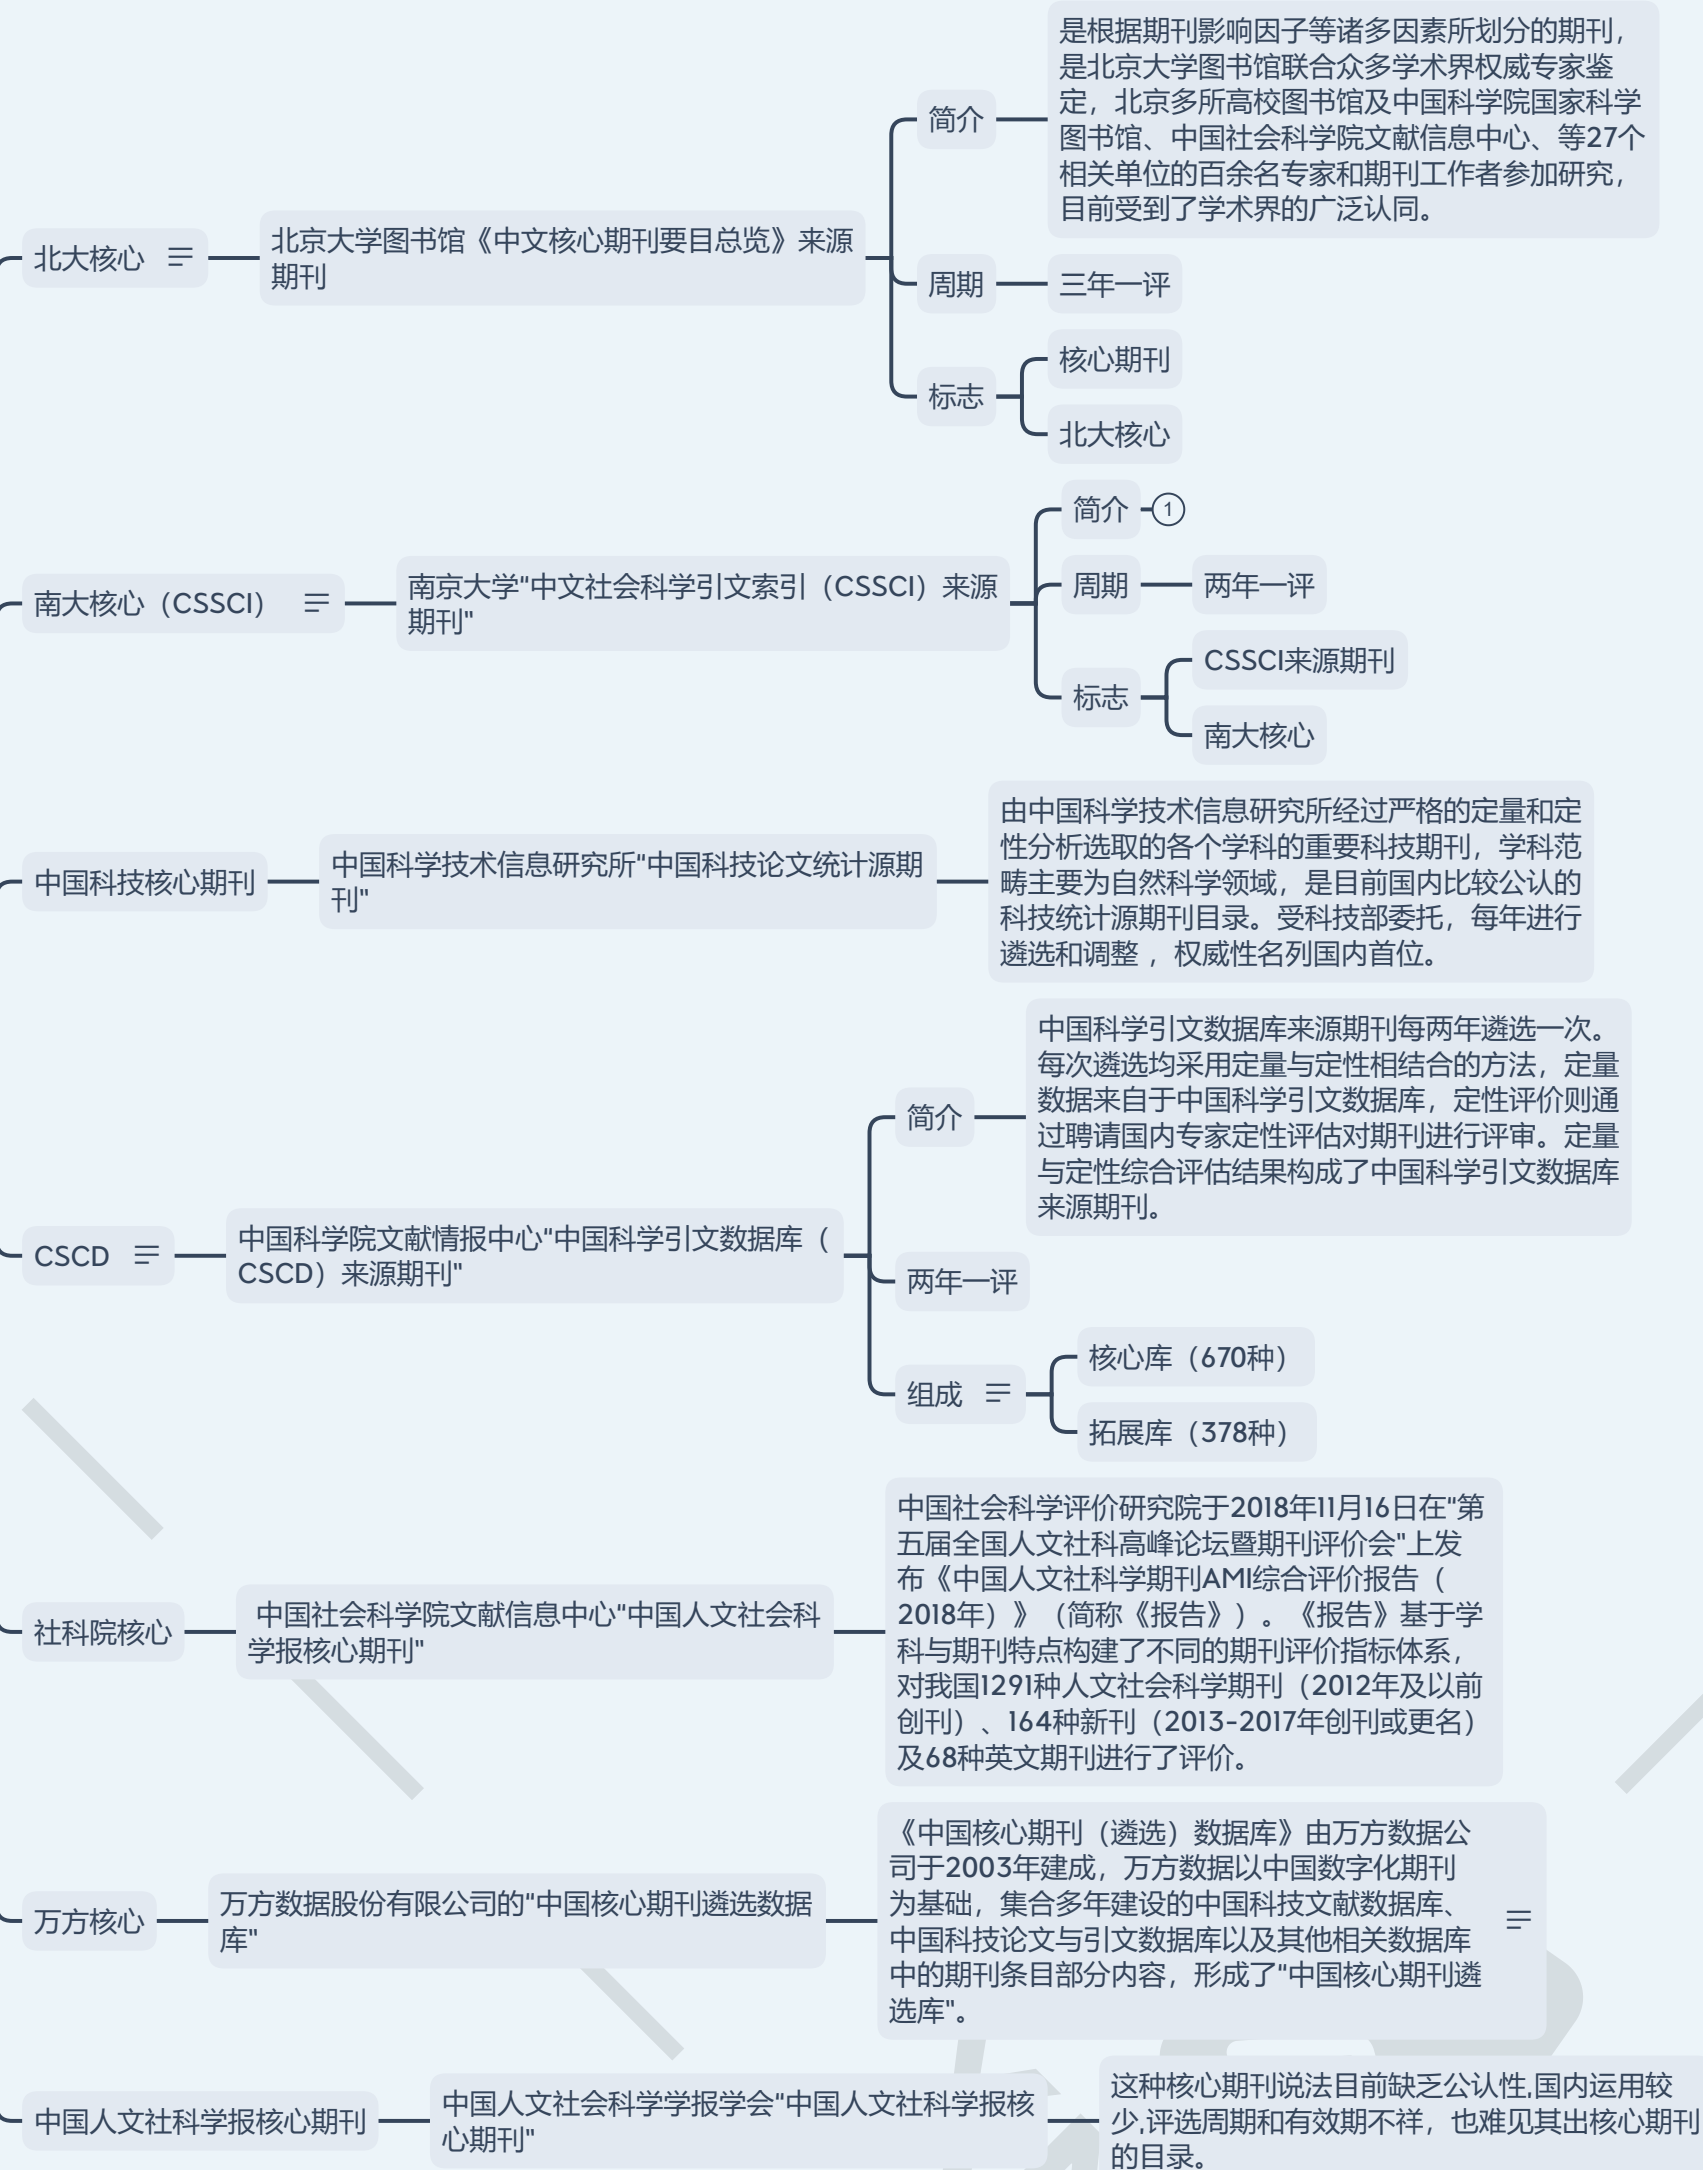 北大核心
北京大学图书馆《中文核心期刊要目总览》来源
期刊
简介
是根据期刊影响因子等诸多因素所划分的期刊，
是北京大学图书馆联合众多学术界权威专家鉴
定，北京多所高校图书馆及中国科学院国家科学
图书馆、中国社会科学院文献信息中心、等27个
相关单位的百余名专家和期刊工作者参加研究，
目前受到了学术界的广泛认同。
周期
三年一评
标志
核心期刊
北大核心
南大核心（CSSCI）
南京大学"中文社会科学引文索引（CSSCI）来源
期刊"
简介
1
周期
两年一评
标志
CSSCI来源期刊
南大核心
中国科技核心期刊
中国科学技术信息研究所"中国科技论文统计源期
刊"
由中国科学技术信息研究所经过严格的定量和定
性分析选取的各个学科的重要科技期刊，学科范
畴主要为自然科学领域，是目前国内比较公认的
科技统计源期刊目录。受科技部委托，每年进行
遴选和调整 ，权威性名列国内首位。
CSCD
中国科学院文献情报中心"中国科学引文数据库（
CSCD）来源期刊"
简介
中国科学引文数据库来源期刊每两年遴选一次。
每次遴选均采用定量与定性相结合的方法，定量
数据来自于中国科学引文数据库，定性评价则通
过聘请国内专家定性评估对期刊进行评审。定量
与定性综合评估结果构成了中国科学引文数据库
来源期刊。
两年一评
组成
核心库（670种）
拓展库（378种）
社科院核心
中国社会科学院文献信息中心"中国人文社会科
学报核心期刊"
中国社会科学评价研究院于2018年11月16日在"第
五届全国人文社科高峰论坛暨期刊评价会"上发
布《中国人文社科学期刊AMI综合评价报告（
2018年）》（简称《报告》）。《报告》基于学
科与期刊特点构建了不同的期刊评价指标体系，
对我国1291种人文社会科学期刊（2012年及以前
创刊）、164种新刊（2013-2017年创刊或更名）
及68种英文期刊进行了评价。
万方核心
万方数据股份有限公司的"中国核心期刊遴选数据
库"
《中国核心期刊（遴选）数据库》由万方数据公
司于2003年建成，万方数据以中国数字化期刊
为基础，集合多年建设的中国科技文献数据库、
中国科技论文与引文数据库以及其他相关数据库
中的期刊条目部分内容，形成了"中国核心期刊遴
选库"。
中国人文社科学报核心期刊
中国人文社会科学学报学会"中国人文社科学报核
心期刊"
这种核心期刊说法目前缺乏公认性,国内运用较
少,评选周期和有效期不祥，也难见其出核心期刊
的目录。